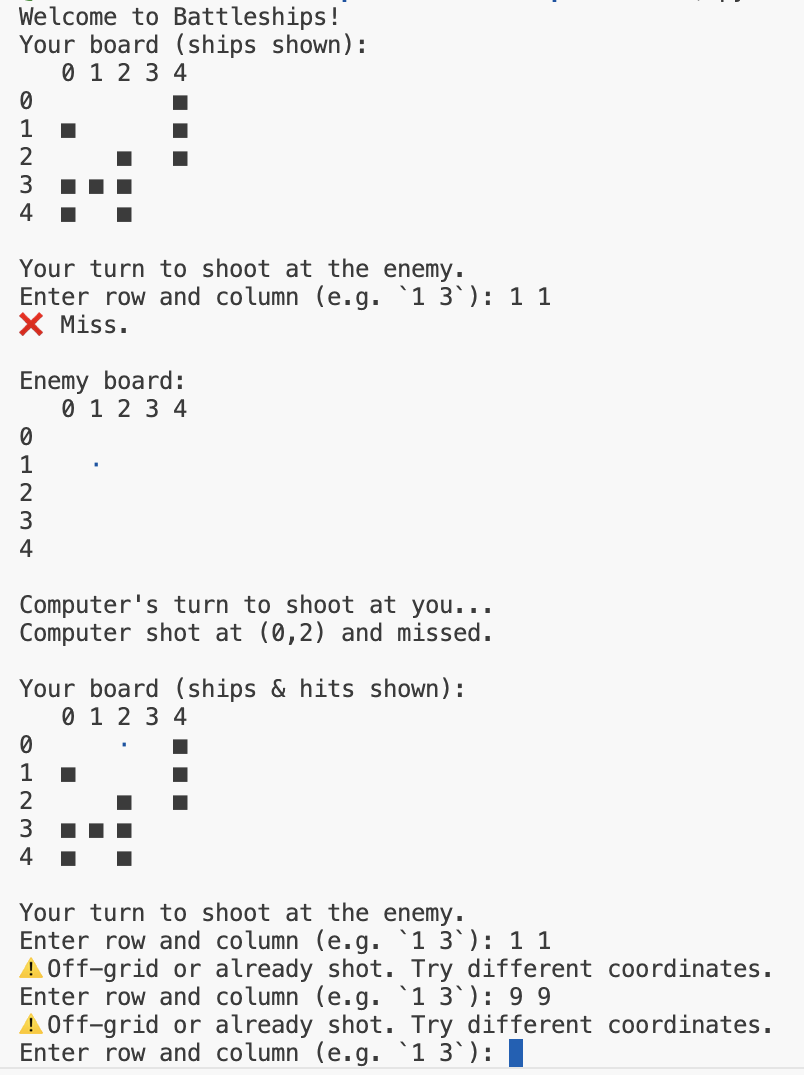 Welcome to Battleships!
Your board (ships shown):
   0 1 2 3 4
0          ■
1  ■       ■
2      ■   ■
3  ■ ■ ■
4  ■   ■
Your turn to shoot at the enemy.
Enter row and column (e.g. `1 3`): 1 1
❌ Miss.
Enemy board:
   0 1 2 3 4
0
1    ·
2
3
4
Computer's turn to shoot at you...
Computer shot at (0,2) and missed.
Your board (ships & hits shown):
   0 1 2 3 4
0      ·   ■
1  ■       ■
2      ■   ■
3  ■ ■ ■
4  ■   ■
Your turn to shoot at the enemy.
Enter row and column (e.g. `1 3`): 1 1
⚠️Off-grid or already shot. Try different coordinates.
Enter row and column (e.g. `1 3`): 9 9
⚠️Off-grid or already shot. Try different coordinates.
Enter row and column (e.g. `1 3`):